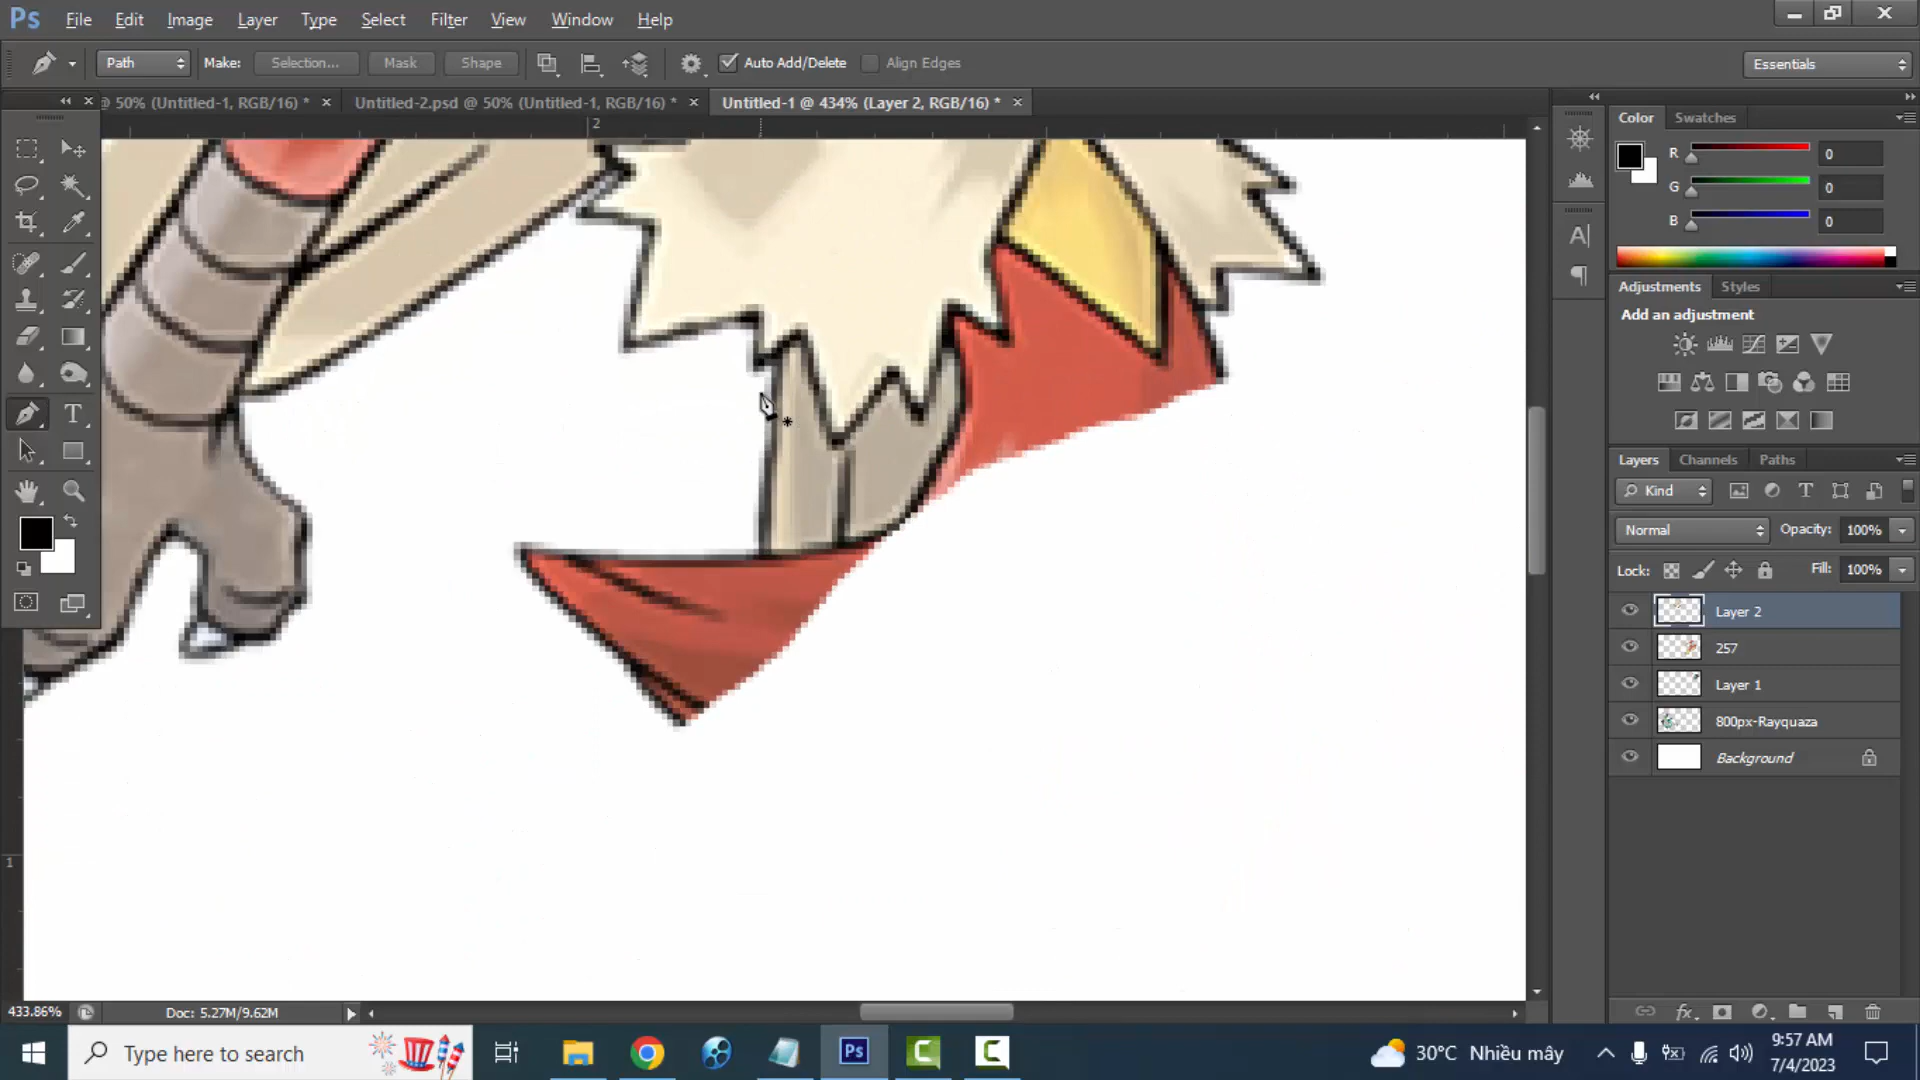 Ps File Edit Image Layer Type Select Filter View Window Help
Path Make: Selection... Mask Shape Auto Add/Delete Align Edges Essentials
@ 50% (Untitled-1, RGB/16) * × Untitled-2.psd @ 50% (Untitled-1, RGB/16) * × Untitled-1 @ 434% (Layer 2, RGB/16) * ×
2
1
Color Swatches
R 0
G 0
B 0
Adjustments Styles
Add an adjustment
Layers Channels Paths
Kind
Normal Opacity: 100%
Lock: Fill: 100%
Layer 2
257
Layer 1
800px-Rayquaza
Background
433.86% Doc: 5.27M/9.62M
Type here to search
Ps
30°C Nhiều mây
9:57 AM
7/4/2023